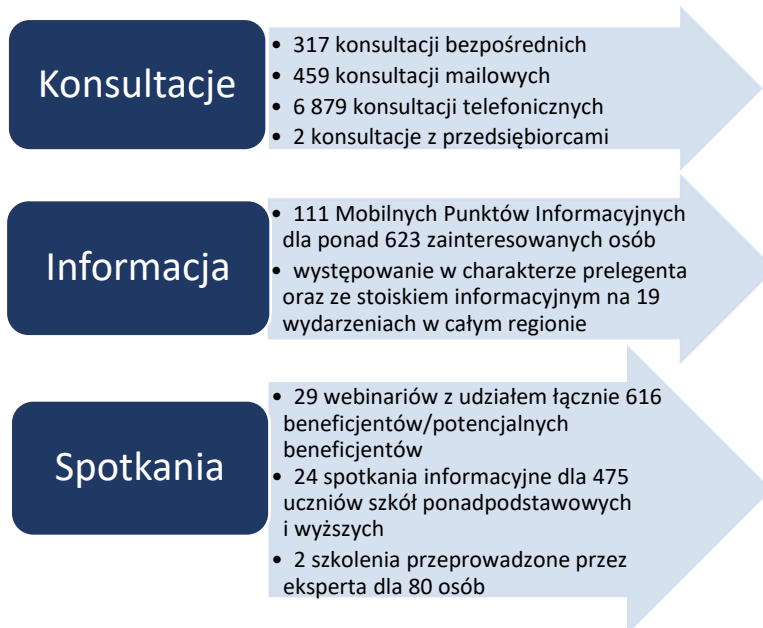 Konsultacje
• 317 konsultacji bezpośrednich
• 459 konsultacji mailowych
• 6 879 konsultacji telefonicznych
• 2 konsultacje z przedsiębiorcami
Informacja
• 111 Mobilnych Punktów Informacyjnych
dla ponad 623 zainteresowanych osób
• występowanie w charakterze prelegenta
oraz ze stoiskiem informacyjnym na 19
wydarzeniach w całym regionie
Spotkania
• 29 webinariów z udziałem łącznie 616
beneficjentów/potencjalnych
beneficjentów
• 24 spotkania informacyjne dla 475
uczniów szkół ponadpodstawowych
i wyższych
• 2 szkolenia przeprowadzone przez
eksperta dla 80 osób